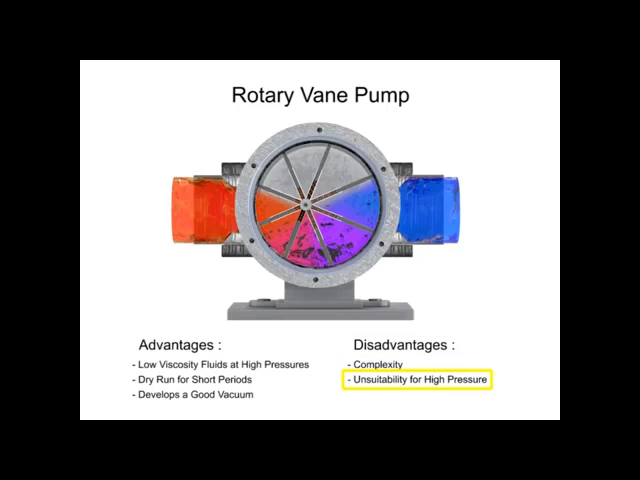 Rotary Vane Pump
Advantages :
- Low Viscosity Fluids at High Pressures
- Dry Run for Short Periods
- Develops a Good Vacuum
Disadvantages :
- Complexity
- Unsuitability for High Pressure